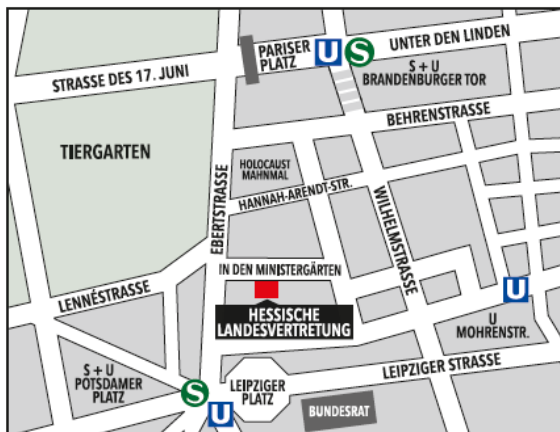 PARISER
PLATZ
U
S
UNTER DEN LINDEN
STRASSE DES 17. JUNI
S + U
BRANDENBURGER TOR
BEHRENSTRASSE
TIERGARTEN
HOLOCAUST
MAHNMAL
HANNAH-ARENDT-STR.
EBERTSTRASSE
WILHELMSTRASSE
IN DEN MINISTERGÄRTEN
LENNÉSTRASSE
HESSISCHE
LANDESVERTRETUNG
U
U
MOHRENSTR.
LEIPZIGER STRASSE
S + U
POTSDAMER
PLATZ
S
U
LEIPZIGER
PLATZ
BUNDESRAT